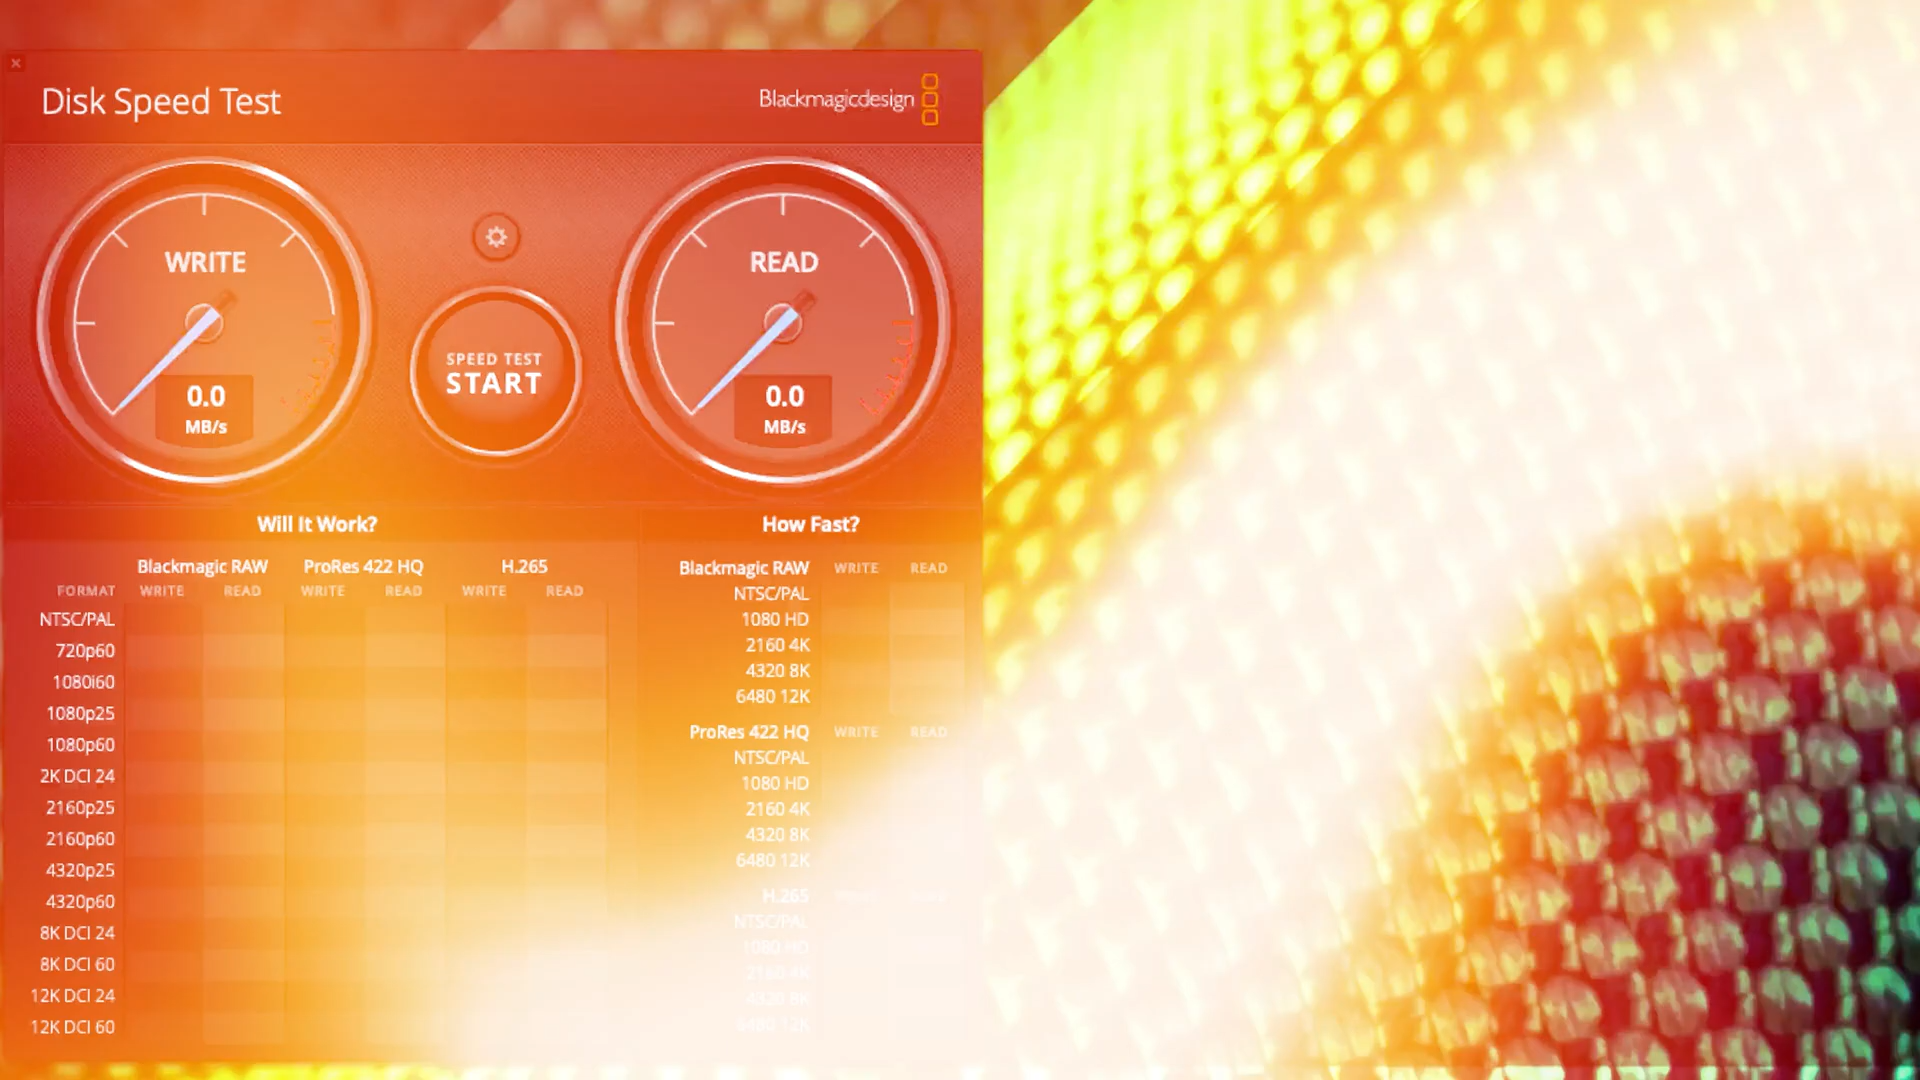 Disk Speed Test
Blackmagicdesign
WRITE
0.0
MB/s
SPEED TEST
START
READ
0.0
MB/s
Will It Work?
Blackmagic RAW ProRes 422 HQ H.265
FORMAT WRITE READ WRITE READ WRITE READ
NTSC/PAL
720p60
1080i60
1080p25
1080p60
2K DCI 24
2160p25
2160p60
4320p25
4320p60
8K DCI 24
8K DCI 60
12K DCI 24
12K DCI 60
How Fast?
Blackmagic RAW WRITE READ
NTSC/PAL
1080 HD
2160 4K
4320 8K
6480 12K
ProRes 422 HQ WRITE READ
NTSC/PAL
1080 HD
2160 4K
4320 8K
6480 12K
H.265
NTSC/PAL
1080 HD
2160 4K
4320 8K
6480 12K